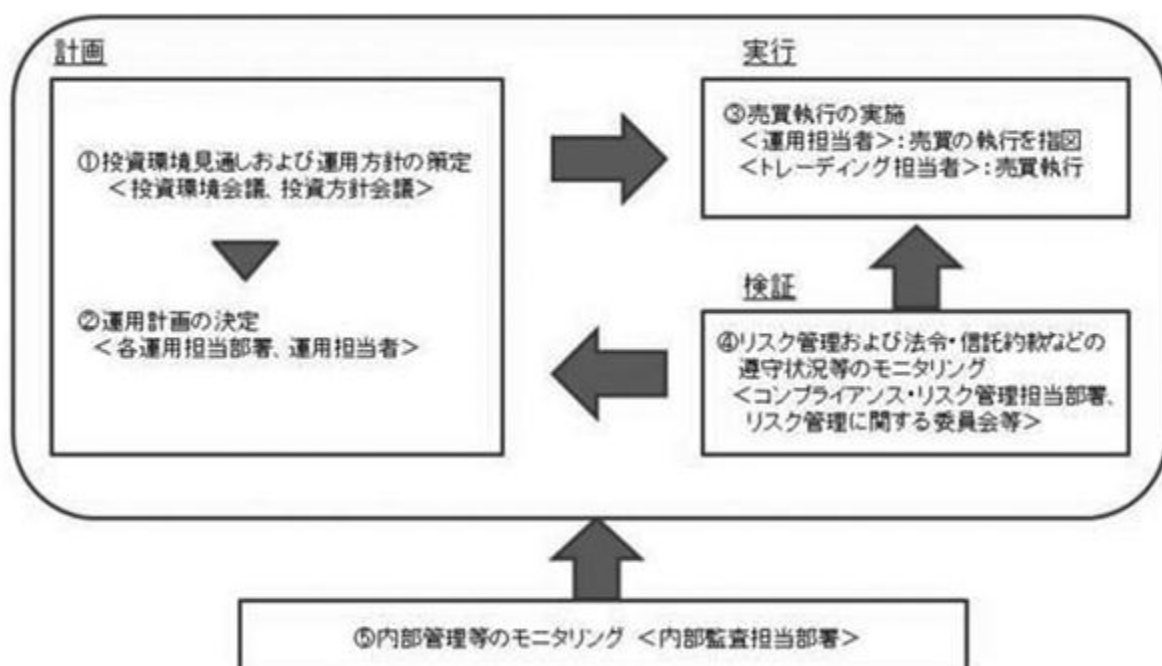 計画
①投資環境見通しおよび運用方針の策定
<投資環境会議、投資方針会議>
②運用計画の決定
<各運用担当部署、運用担当者>
実行
③売買執行の実施
<運用担当者>:売買の執行を指図
<トレーディング担当者>:売買執行
検証
④リスク管理および法令・信託約款などの
遵守状況等のモニタリング
<コンプライアンス・リスク管理担当部署、
リスク管理に関する委員会等>
⑤内部管理等のモニタリング <内部監査担当部署>